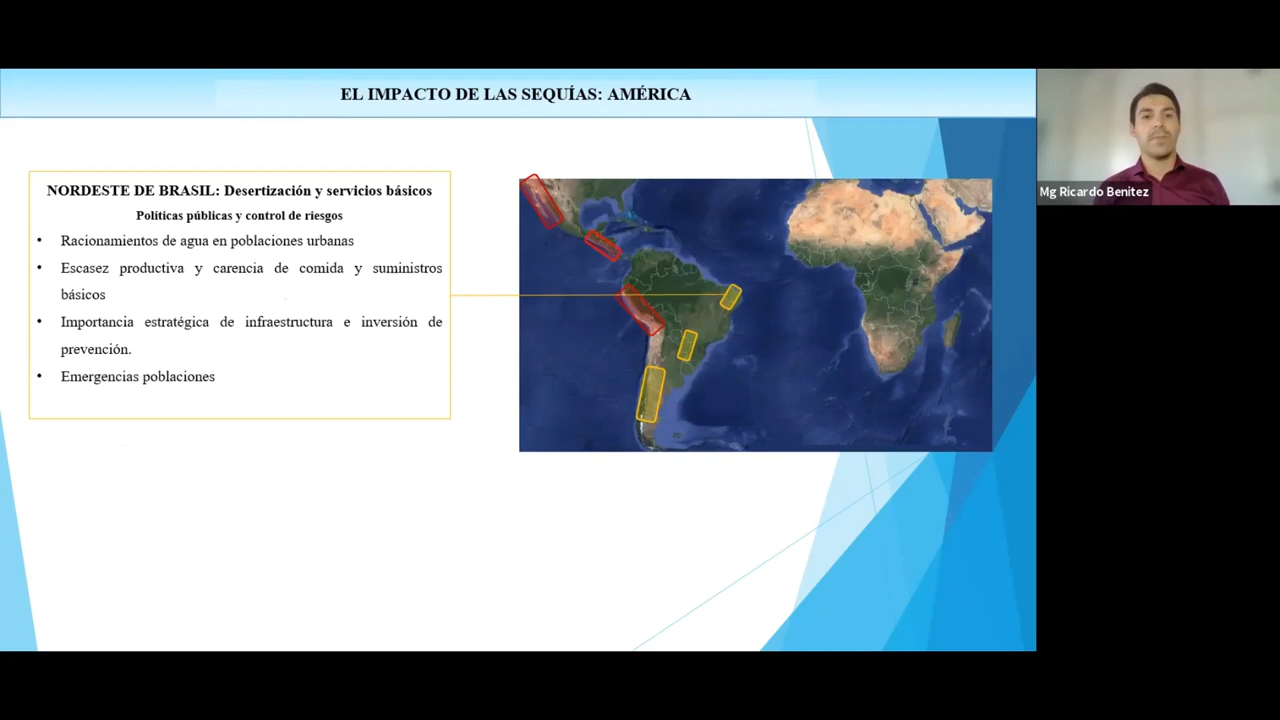 EL IMPACTO DE LAS SEQUÍAS: AMÉRICA
NORDESTE DE BRASIL: Desertización y servicios básicos
Políticas públicas y control de riesgos
• Racionamientos de agua en poblaciones urbanas
• Escasez productiva y carencia de comida y suministros
básicos
• Importancia estratégica de infraestructura e inversión de
prevención.
• Emergencias poblaciones
Mg Ricardo Benitez